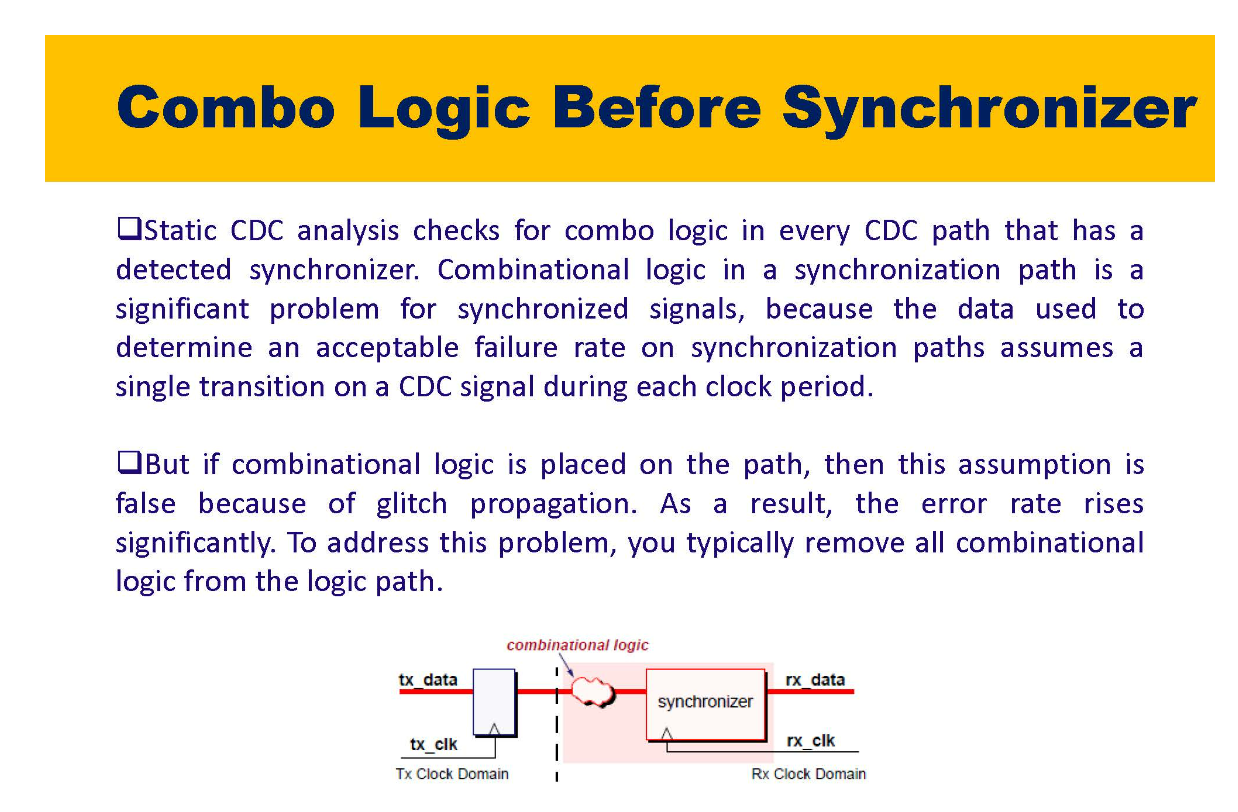 Combo Logic Before Synchronizer
❑Static CDC analysis checks for combo logic in every CDC path that has a
detected synchronizer. Combinational logic in a synchronization path is a
significant problem for synchronized signals, because the data used to
determine an acceptable failure rate on synchronization paths assumes a
single transition on a CDC signal during each clock period.
❑But if combinational logic is placed on the path, then this assumption is
false because of glitch propagation. As a result, the error rate rises
significantly. To address this problem, you typically remove all combinational
logic from the logic path.
combinational logic
tx_data
rx_data
synchronizer
tx_clk
rx_clk
Tx Clock Domain
Rx Clock Domain